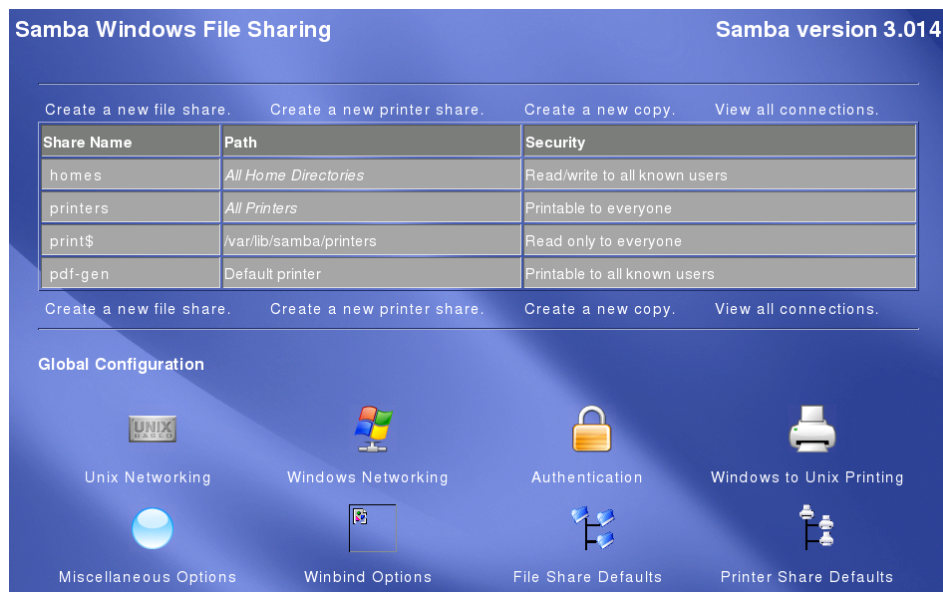 Samba Windows File Sharing Samba version 3.014
Create a new file share. Create a new printer share. Create a new copy. View all connections.
Share Name Path Security
homes All Home Directories Read/write to all known users
printers All Printers Printable to everyone
print$ /var/lib/samba/printers Read only to everyone
pdf-gen Default printer Printable to all known users
Create a new file share. Create a new printer share. Create a new copy. View all connections.
Global Configuration
UNIX
BASED
Unix Networking Windows Networking Authentication Windows to Unix Printing
Miscellaneous Options Winbind Options File Share Defaults Printer Share Defaults